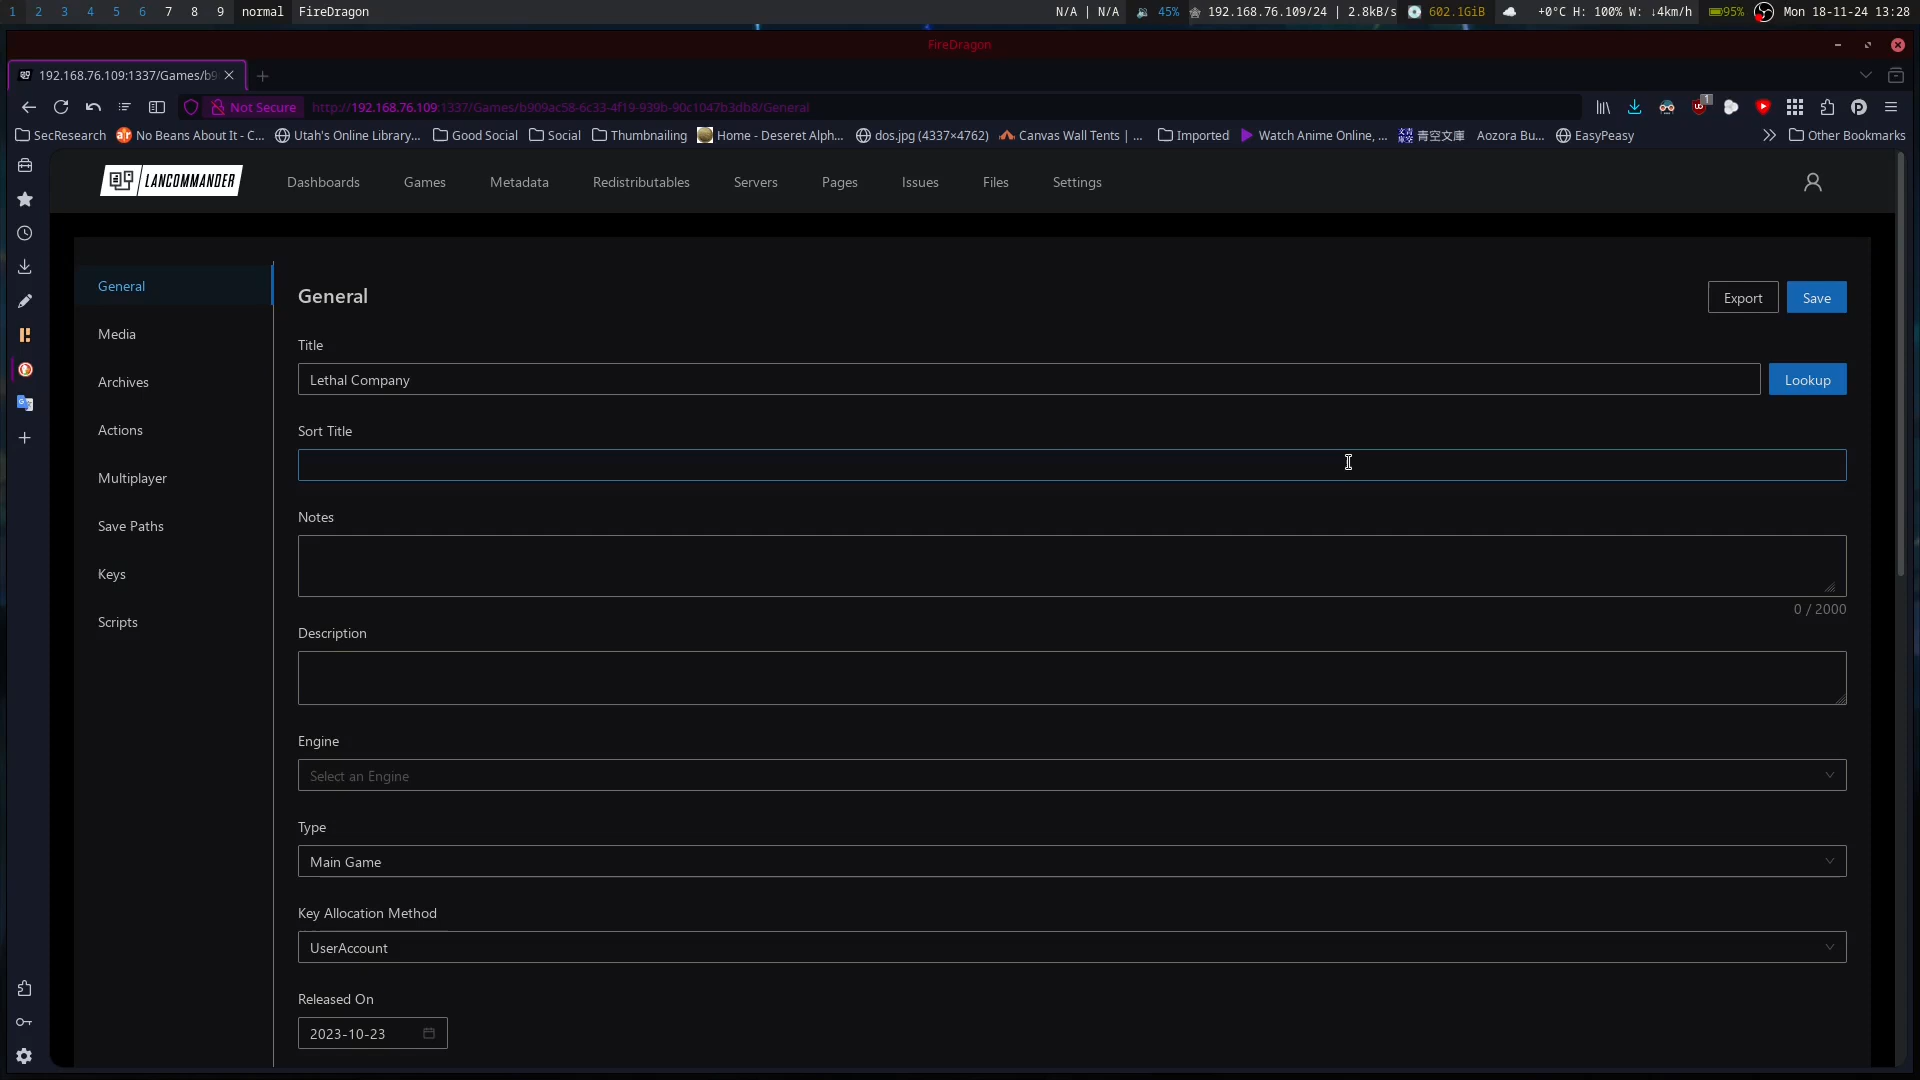 1 2 3 4 5 6 7 8 9 normal FireDragon N/A | N/A 45% 192.168.76.109/24 | 2.8kB/s 602.1GiB +0°C H: 100% W: ↓4km/h 95% Mon 18-11-24 13:28
FireDragon
192.168.76.109:1337/Games/b9
Not Secure http://192.168.76.109:1337/Games/b909ac58-6c33-4f19-939b-90c1047b3db8/General 1
SecResearch No Beans About It - C... Utah's Online Library... Good Social Social Thumbnailing Home - Deseret Alph... dos.jpg (4337×4762) Canvas Wall Tents | ... Imported Watch Anime Online, ... 青空文庫 Aozora Bu... EasyPeasy Other Bookmarks
LANCOMMANDER Dashboards Games Metadata Redistributables Servers Pages Issues Files Settings
General
Media
Archives
Actions
Multiplayer
Save Paths
Keys
Scripts
General Export Save
Title
Lethal Company Lookup
Sort Title
Notes
0 / 2000
Description
Engine
Select an Engine
Type
Main Game
Key Allocation Method
UserAccount
Released On
2023-10-23